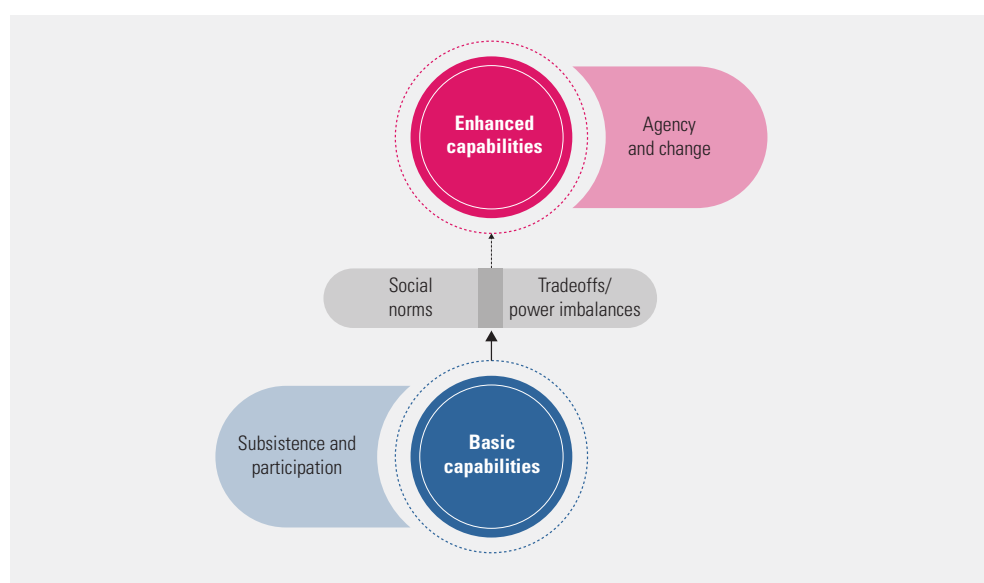 Enhanced
capabilities
Agency
and change
Social
norms
Tradeoffs/
power imbalances
Subsistence and
participation
Basic
capabilities